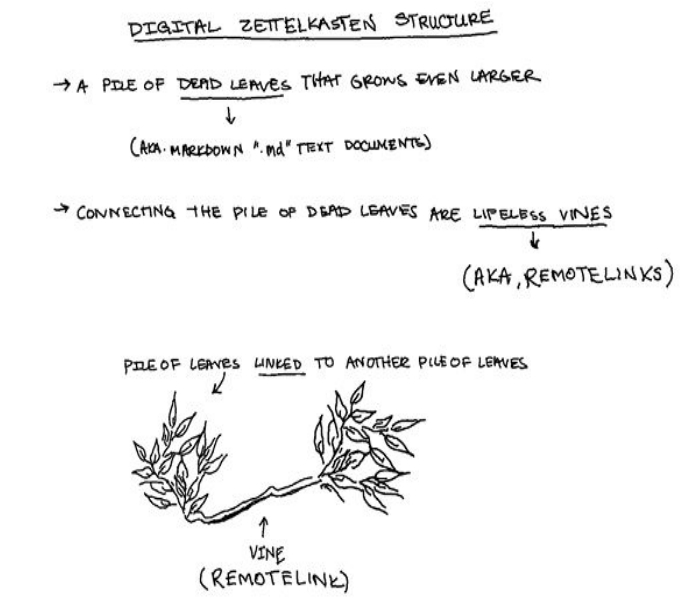 DIGITAL ZETTELKASTEN STRUCTURE
→ A PILE OF DEAD LEAVES THAT GROWS EVEN LARGER
(AKA. MARKDOWN ".md" TEXT DOCUMENTS)
→ CONNECTING THE PILE OF DEAD LEAVES ARE LIFELESS VINES
(AKA, REMOTELINKS)
PILE OF LEAVES LINKED TO ANOTHER PILE OF LEAVES
VINE
(REMOTELINK)